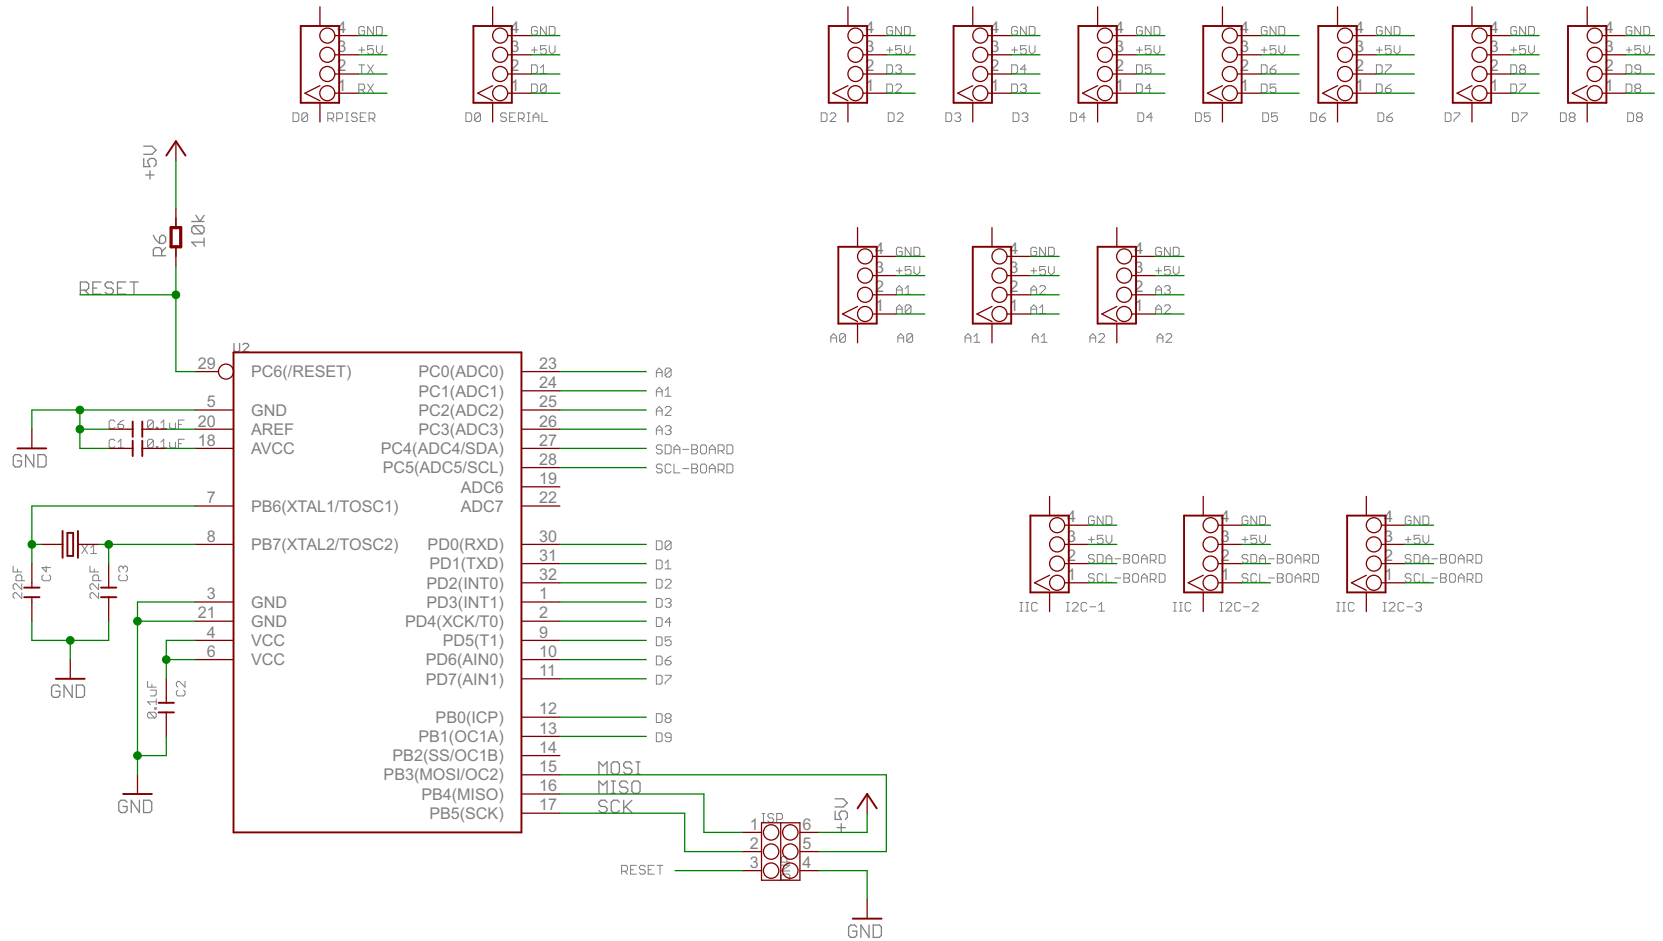 4 GND
3 +5V
2 TX
1 RX
D0 RPISER
4 GND
3 +5V
2 D1
1 D0
D0 SERIAL
4 GND
3 +5V
2 D3
1 D2
D2 D2
4 GND
3 +5V
2 D4
1 D3
D3 D3
4 GND
3 +5V
2 D5
1 D4
D4 D4
4 GND
3 +5V
2 D6
1 D5
D5 D5
4 GND
3 +5V
2 D7
1 D6
D6 D6
4 GND
3 +5V
2 D8
1 D7
D7 D7
4 GND
3 +5V
2 D9
1 D8
D8 D8
+5V
R6 10k
RESET
4 GND
3 +5V
2 A1
1 A0
A0 A0
4 GND
3 +5V
2 A2
1 A1
A1 A1
4 GND
3 +5V
2 A3
1 A2
A2 A2
U2
29 PC6(/RESET) PC0(ADC0) 23 A0
PC1(ADC1) 24 A1
5 GND PC2(ADC2) 25 A2
C6 0.1uF 20 AREF PC3(ADC3) 26 A3
C1 0.1uF 18 AVCC PC4(ADC4/SDA) 27 SDA-BOARD
GND
PC5(ADC5/SCL) 28 SCL-BOARD
ADC6 19
7 PB6(XTAL1/TOSC1) ADC7 22
X1 8 PB7(XTAL2/TOSC2) PD0(RXD) 30 D0
PD1(TXD) 31 D1
22pF C4 22pF C3
PD2(INT0) 32 D2
3 GND PD3(INT1) 1 D3
21 GND PD4(XCK/T0) 2 D4
4 VCC PD5(T1) 9 D5
6 VCC PD6(AIN0) 10 D6
PD7(AIN1) 11 D7
GND
0.1uF C2
PB0(ICP) 12 D8
PB1(OC1A) 13 D9
PB2(SS/OC1B) 14
PB3(MOSI/OC2) 15 MOSI
PB4(MISO) 16 MISO
PB5(SCK) 17 SCK
GND
4 GND
3 +5V
2 SDA-BOARD
1 SCL-BOARD
IIC I2C-1
4 GND
3 +5V
2 SDA-BOARD
1 SCL-BOARD
IIC I2C-2
4 GND
3 +5V
2 SDA-BOARD
1 SCL-BOARD
IIC I2C-3
ISP +5V
1 6
2 5
RESET 3 4
GND